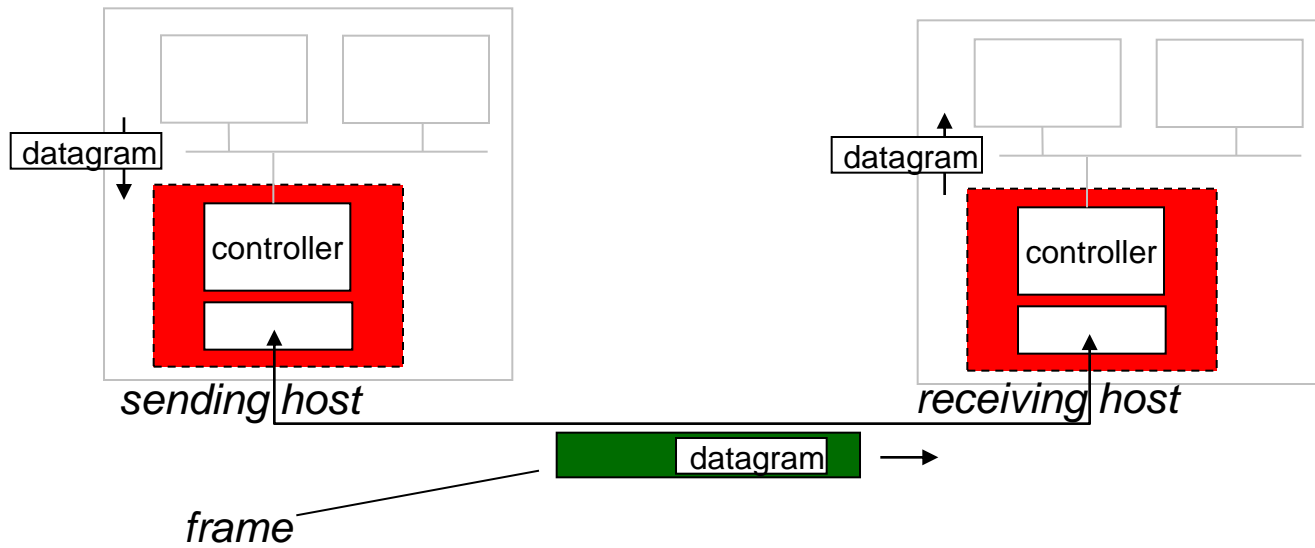 datagram
datagram
controller
controller
sending host
receiving host
datagram
frame